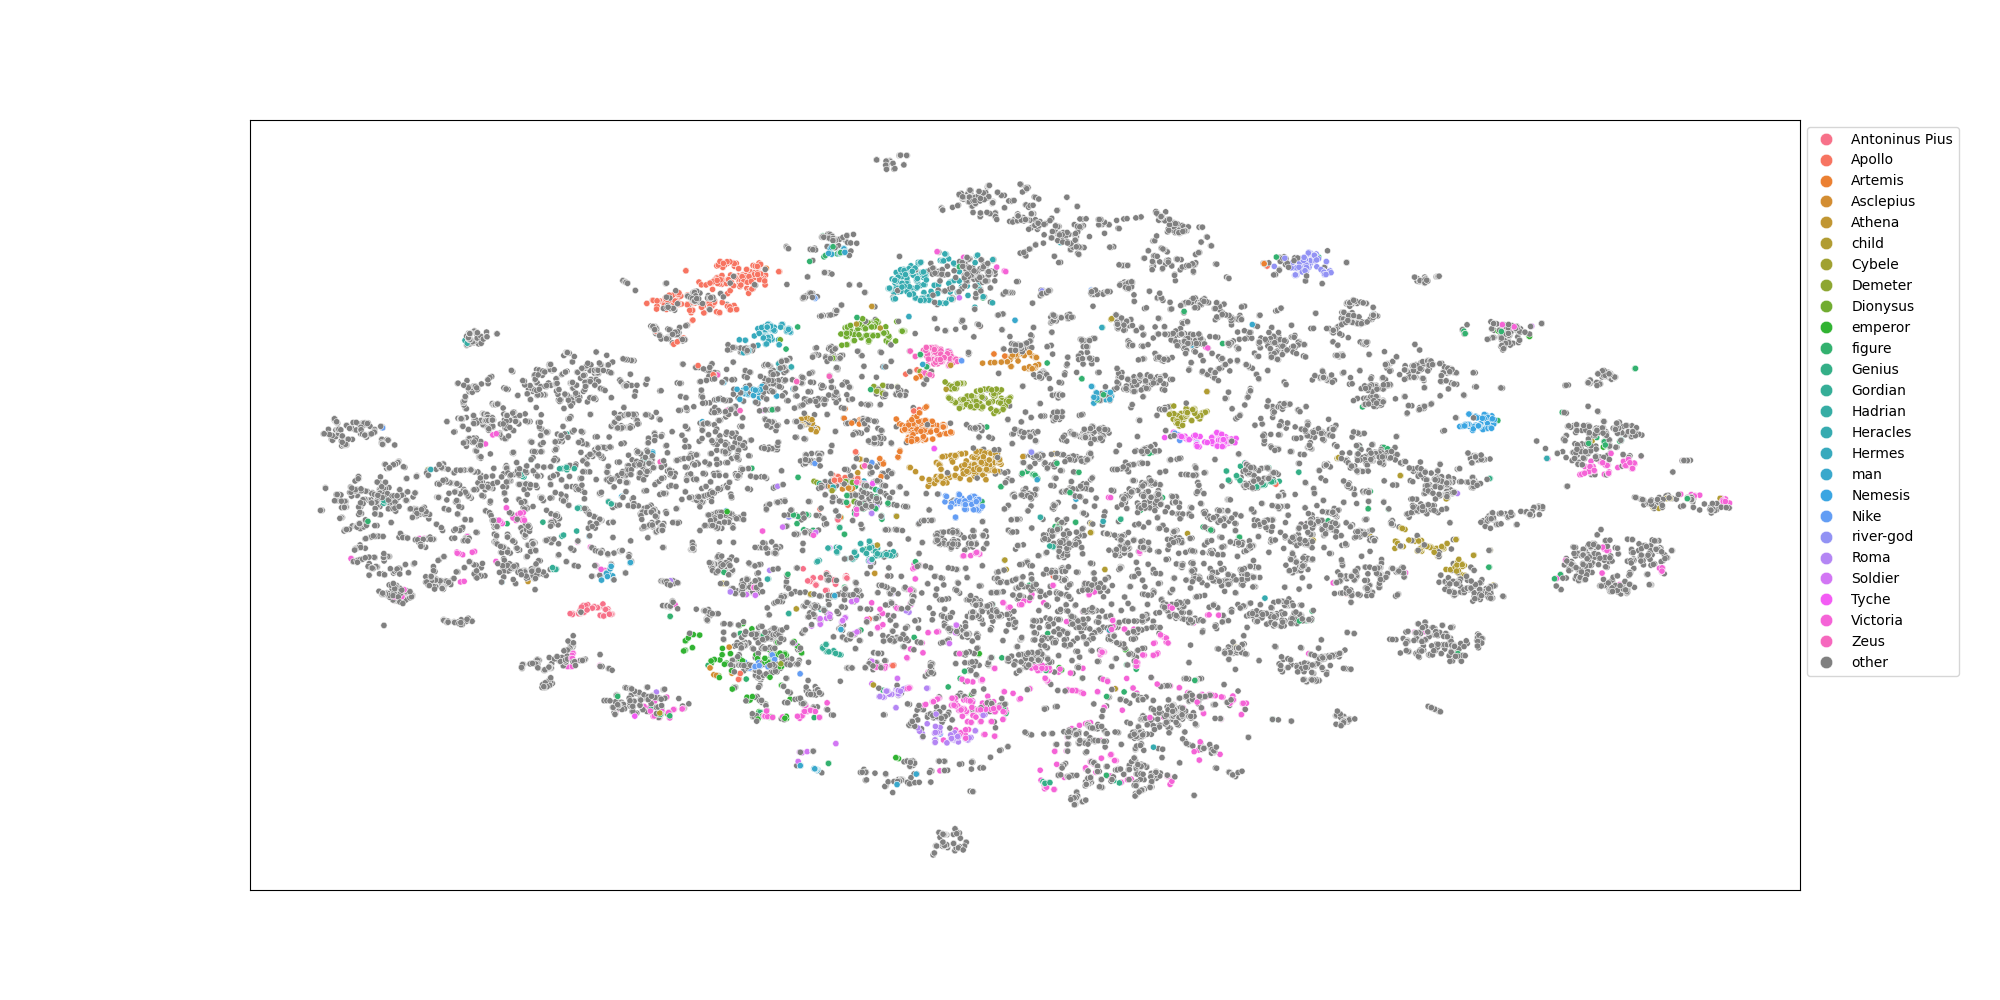 Antoninus Pius
Apollo
Artemis
Asclepius
Athena
child
Cybele
Demeter
Dionysus
emperor
figure
Genius
Gordian
Hadrian
Heracles
Hermes
man
Nemesis
Nike
river-god
Roma
Soldier
Tyche
Victoria
Zeus
other